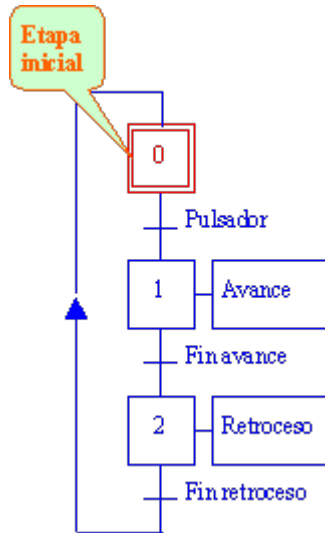 Etapa
inicial
0
Pulsador
1
Avance
Fin avance
2
Retroceso
Fin retroceso